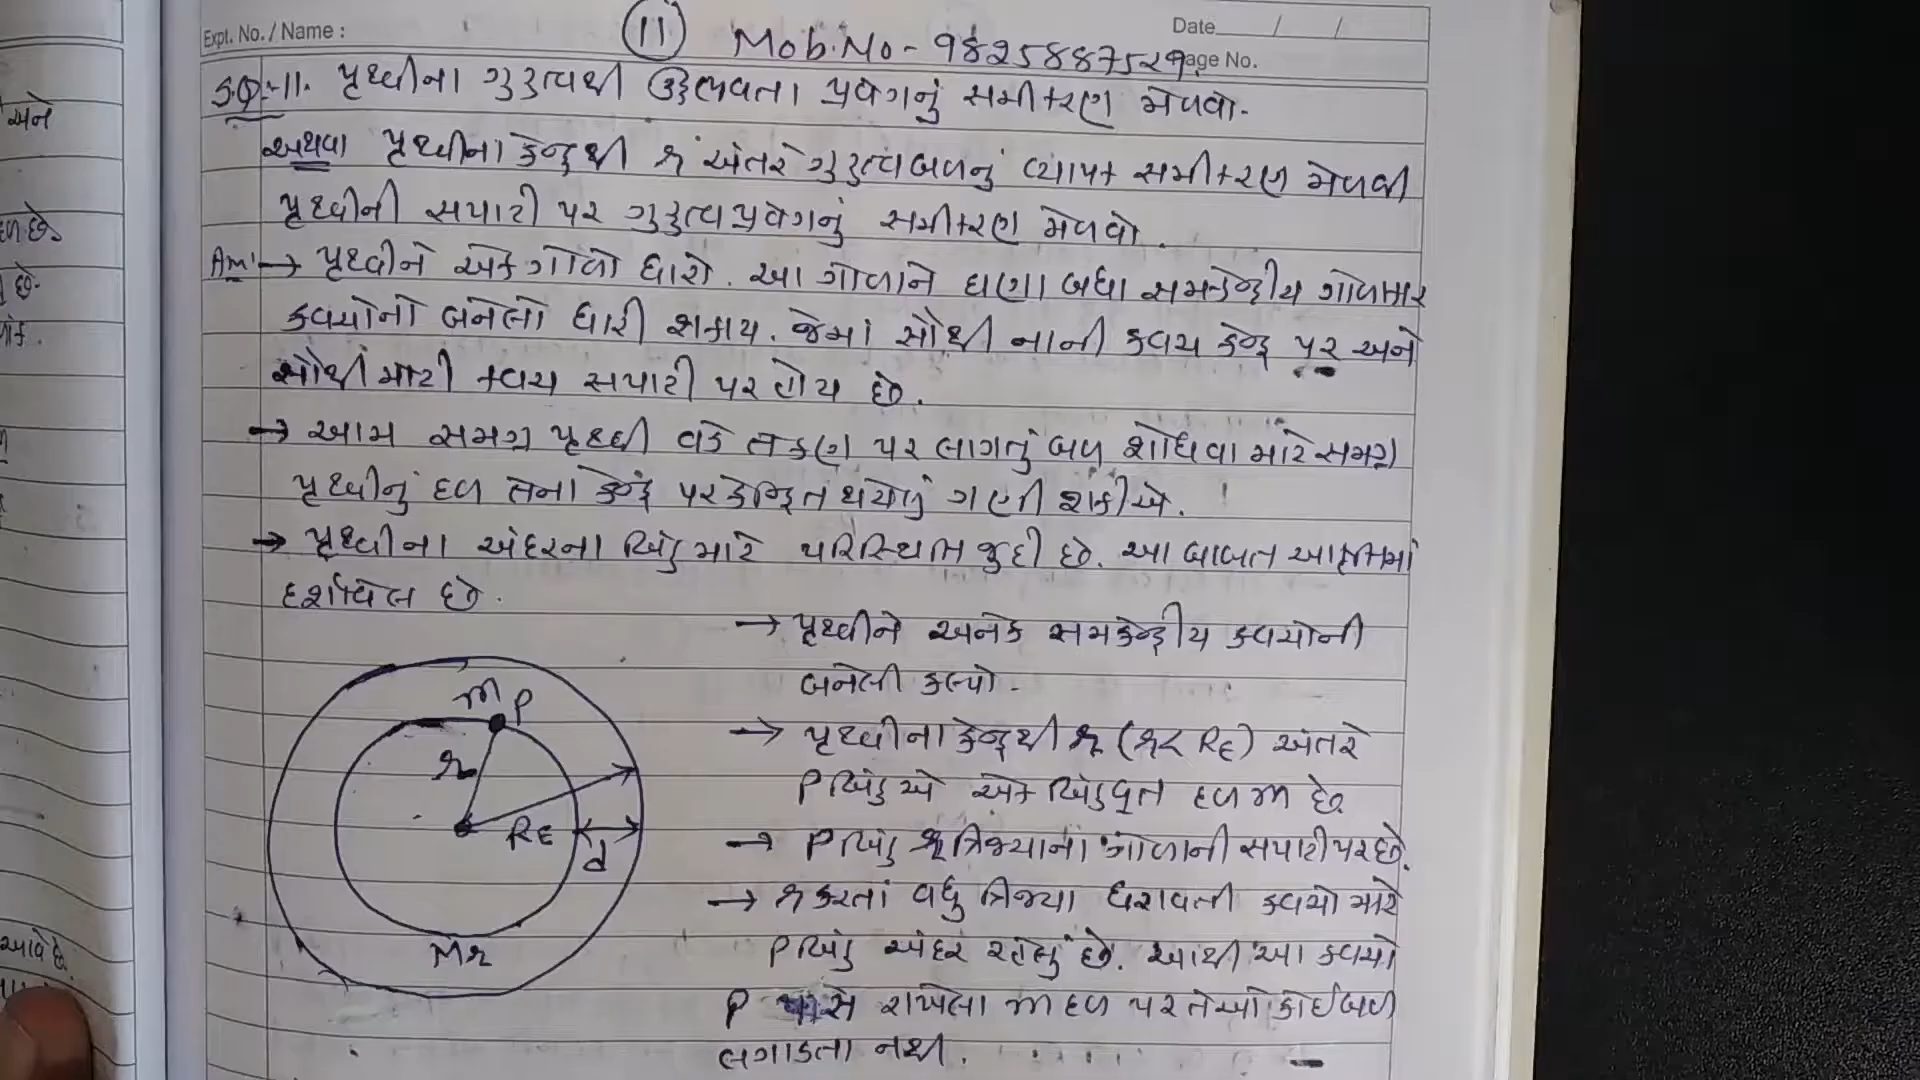 Expt. No. / Name :
11
Mob.No - 9825887529.
Date / /
Page No.
SQ:-11. પૃથ્વીના ગુરુત્વથી ઉદ્દભવતા પ્રવેગનું સમીકરણ મેળવો.
અથવા પૃથ્વીના કેન્દ્રથી r અંતરે ગુરુત્વબળનું વ્યાપક સમીકરણ મેળવી
પૃથ્વીની સપાટી પર ગુરુત્વપ્રવેગનું સમીકરણ મેળવો.
Ans → પૃથ્વીને એક ગોળો ધારો. આ ગોળાને ઘણા બધા સમકેન્દ્રીય ગોળાકાર
કવચોનો બનેલો ધારી શકાય. જેમાં સૌથી નાની કવચ કેન્દ્ર પર અને
સૌથી મોટી કવચ સપાટી પર હોય છે.
→ આમ સમગ્ર પૃથ્વી વડે ત કણ પર લાગતું બળ શોધવા માટે સમગ્ર
પૃથ્વીનું દળ તેના કેન્દ્રે પર કેન્દ્રિત થયેલું ગણી શકીએ.
→ પૃથ્વીના અંદરના બિંદુ માટે પરિસ્થિતિ જુદી છે. આ બાબત આકૃતિમાં
દર્શાવેલ છે.
→ પૃથ્વીને અનેક સમકેન્દ્રીય કવચોની
બનેલી કલ્પો.
→ પૃથ્વીના કેન્દ્રથી r (r< RE) અંતરે
P બિંદુ એ એક બિંદુવૃત દળ m છે.
→ P બિંદુ r ત્રિજ્યાના ગોળાની સપાટી પર છે.
→ r કરતાં વધુ ત્રિજ્યા ધરાવતી કવચો માટે
P બિંદુ અંદર રહેલું છે. આથી આ કવચો
P પાસે રાખેલા m દળ પર તેઓ કોઈ બળ
લગાડતા નથી.
m P
r
RE
d
Mr
અને
દળ છે.
છે.
આવે છે.